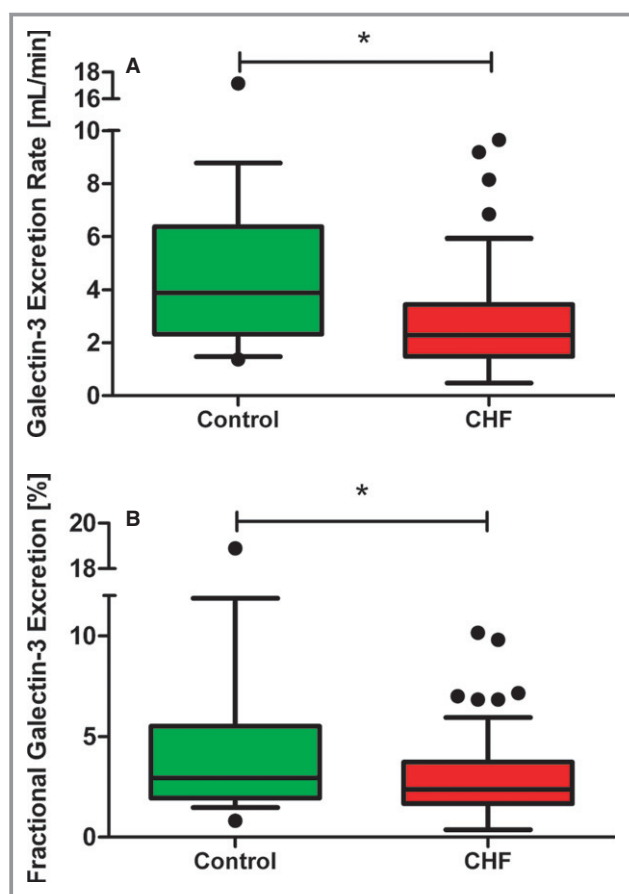 Galectin-3 Excretion Rate [mL/min]
A
*
18
16
10
8
6
4
2
0
Control CHF
Fractional Galectin-3 Excretion [%]
B
*
20
18
10
5
0
Control CHF